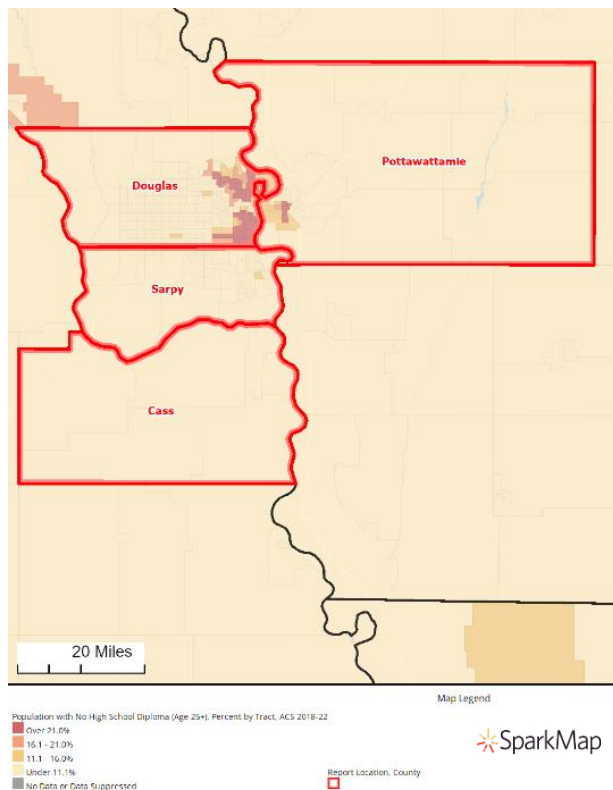 Pottawattamie
Douglas
Sarpy
Cass
20 Miles
Map Legend
Population with No High School Diploma (Age 25+), Percent by Tract, ACS 2018-22
Over 21.0%
16.1 - 21.0%
11.1 - 16.0%
Under 11.1%
No Data or Data Suppressed
Report Location, County
SparkMap